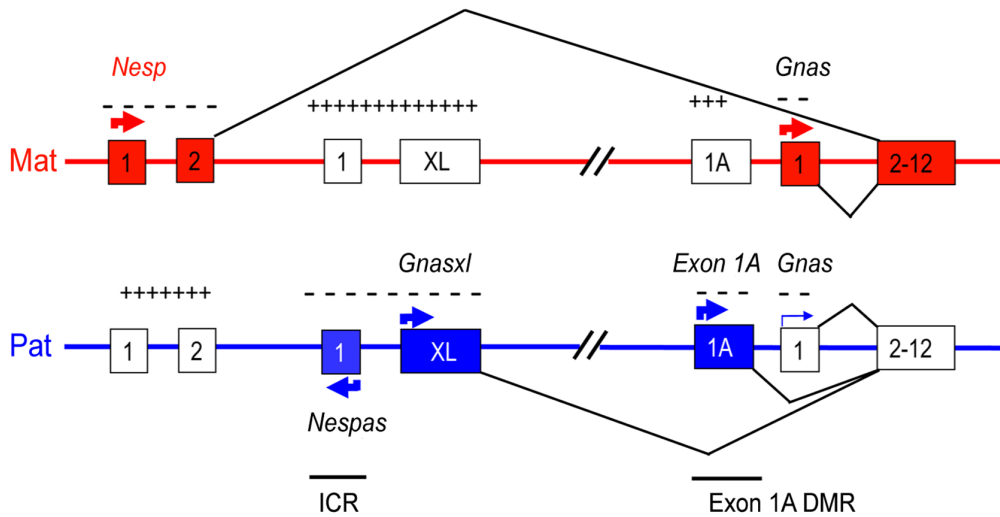 Nesp Gnas
- - - - - - - +++++++++++++ +++ - -
Mat 1 2 1 XL 1A 1 2-12
Gnasxl Exon 1A Gnas
+++++++ - - - - - - - - - - - - - - - -
Pat 1 2 1 XL 1A 1 2-12
Nespas
ICR Exon 1A DMR